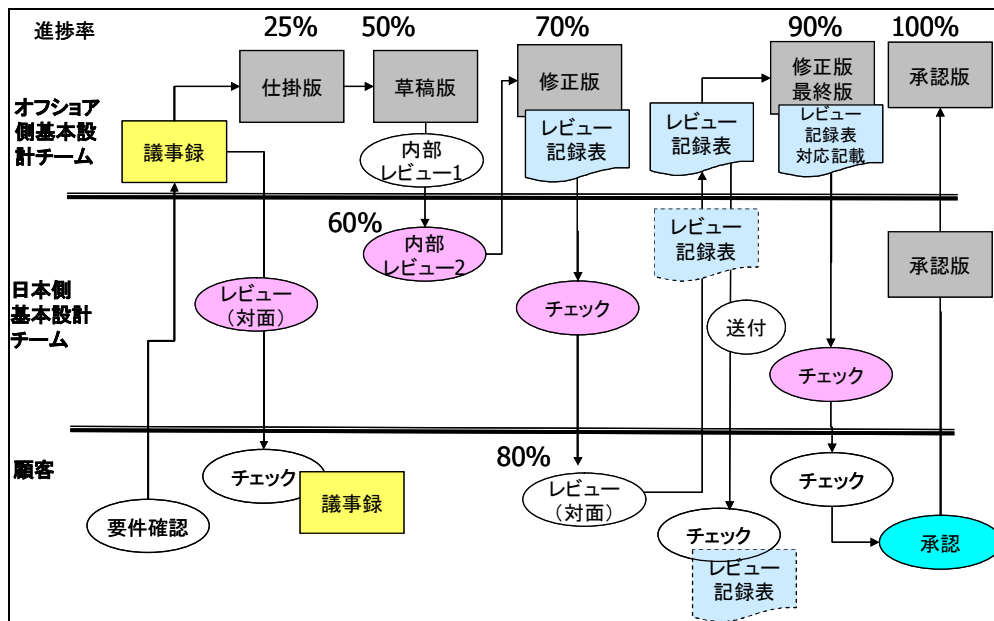 進捗率
25%
50%
70%
90%
100%
オフショア
側基本設
計チーム
仕掛版
草稿版
修正版
レビュー
記録表
レビュー
記録表
修正版
最終版
レビュー
記録表
対応記載
承認版
議事録
内部
レビュー1
60%
内部
レビュー2
レビュー
記録表
承認版
日本側
基本設計
チーム
レビュー
(対面)
チェック
送付
チェック
顧客
80%
チェック
議事録
要件確認
レビュー
(対面)
チェック
レビュー
記録表
チェック
承認